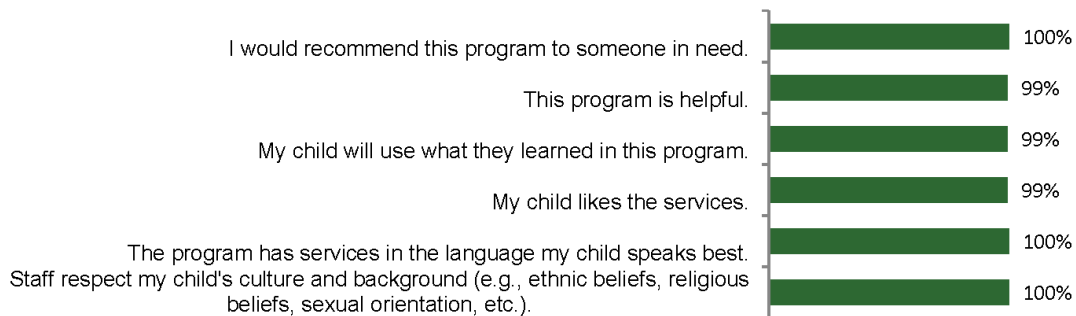 I would recommend this program to someone in need.
100%
This program is helpful.
99%
My child will use what they learned in this program.
99%
My child likes the services.
99%
The program has services in the language my child speaks best.
100%
Staff respect my child's culture and background (e.g., ethnic beliefs, religious
beliefs, sexual orientation, etc.).
100%